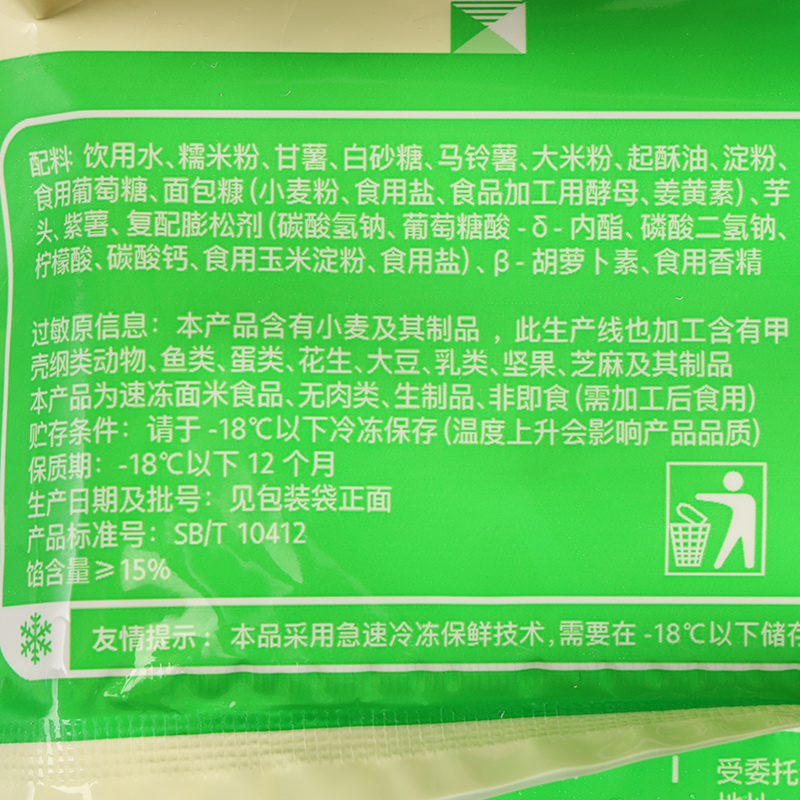 配料: 饮用水、糯米粉、甘薯、白砂糖、马铃薯、大米粉、起酥油、淀粉、
食用葡萄糖、面包糠（小麦粉、食用盐、食品加工用酵母、姜黄素）、芋
头、紫薯、复配膨松剂（碳酸氢钠、葡萄糖酸-δ-内酯、磷酸二氢钠、
柠檬酸、碳酸钙、食用玉米淀粉、食用盐）、β-胡萝卜素、食用香精
过敏原信息：本产品含有小麦及其制品，此生产线也加工含有甲
壳纲类动物、鱼类、蛋类、花生、大豆、乳类、坚果、芝麻及其制品
本产品为速冻面米食品、无肉类、生制品、非即食（需加工后食用）
贮存条件：请于-18℃以下冷冻保存（温度上升会影响产品品质）
保质期：-18℃以下12个月
生产日期及批号：见包装袋正面
产品标准号：SB/T 10412
馅含量≥15%
友情提示：本品采用急速冷冻保鲜技术,需要在-18℃以下储存
受委托